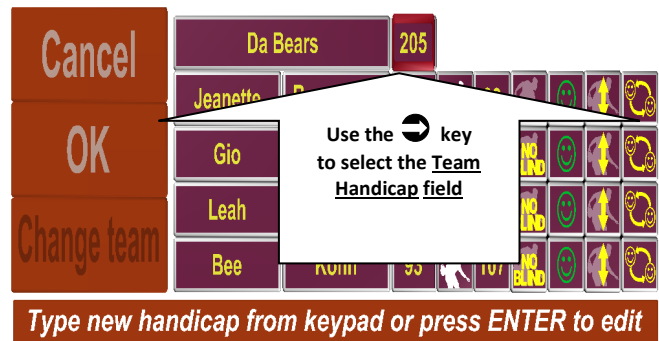 Cancel
Da Bears 205
Jeanette
OK
Use the key
to select the Team
Handicap field
Gio NO BLIND
Leah NO BLIND
Change team
Bee 93 107 NO BLIND
Type new handicap from keypad or press ENTER to edit